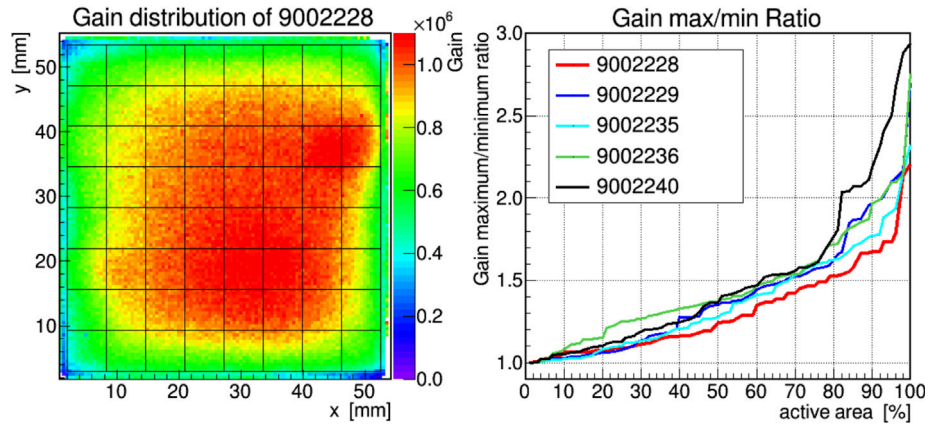 Gain distribution of 9002228
×10⁶
y [mm]
50
40
30
20
10
10 20 30 40 50
x [mm]
Gain
1.0
0.8
0.6
0.4
0.2
0.0
Gain max/min Ratio
Gain maximum/minimum ratio
3.0
2.5
2.0
1.5
1.0
9002228
9002229
9002235
9002236
9002240
0 10 20 30 40 50 60 70 80 90 100
active area [%]